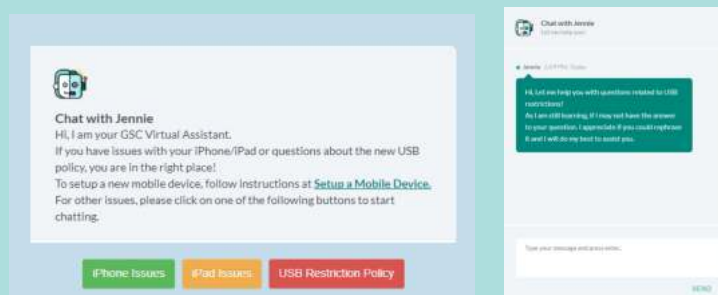 Chat with Jennie
Hi, I am your GSC Virtual Assistant.
If you have issues with your iPhone/iPad or questions about the new USB
policy, you are in the right place!
To setup a new mobile device, follow instructions at Setup a Mobile Device.
For other issues, please click on one of the following buttons to start
chatting.
iPhone Issues
iPad Issues
USB Restriction Policy
Chat with Jennie
Let me help you!
Jennie
Hi, Let me help you with questions related to USB
restrictions!
As I am still learning, if I may not have the answer
to your question, I appreciate if you could rephrase
it and I will do my best to assist you.
Type your message and press enter.
SEND